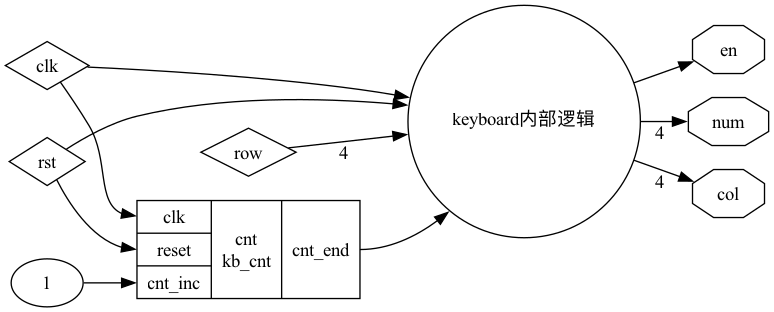 clk
rst
row
4
1
clk
reset
cnt_inc
cnt
kb_cnt
cnt_end
keyboard内部逻辑
en
num
4
col
4